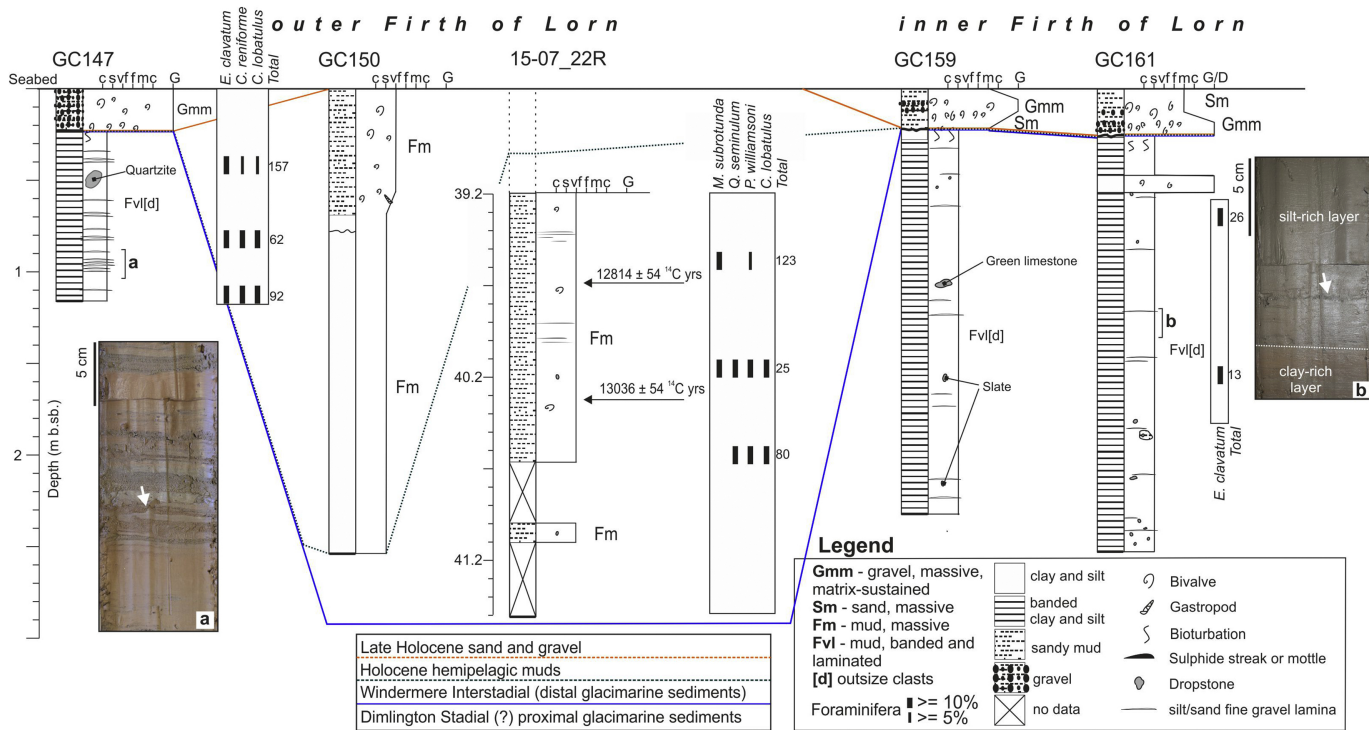 outer Firth of Lorn
inner Firth of Lorn
GC147
E. clavatum
C. reniforme
C. lobatulus
Total
GC150
15-07_22R
GC159
GC161
Seabed
c s vf f m c G
c s vf f m c G
c s vf f m c G
c s vf f m c G
c s vf f m c G/D
Gmm
Quartzite
Fvl[d]
a
157
62
92
1
2
Depth (m b.sb.)
5 cm
a
Fm
Fm
39.2
40.2
41.2
12814 ± 54 14C yrs
Fm
13036 ± 54 14C yrs
Fm
M. subrotunda
Q. seminulum
P. williamsoni
C. lobatulus
Total
123
25
80
Gmm
Sm
Green limestone
Fvl[d]
Slate
Sm
Gmm
b
Fvl[d]
26
13
E. clavatum
Total
5 cm
silt-rich layer
clay-rich
layer
b
Late Holocene sand and gravel
Holocene hemipelagic muds
Windermere Interstadial (distal glacimarine sediments)
Dimlington Stadial (?) proximal glacimarine sediments
Legend
Gmm - gravel, massive,
matrix-sustained
Sm - sand, massive
Fm - mud, massive
Fvl - mud, banded and
laminated
[d] outsize clasts
Foraminifera >= 10%
>= 5%
clay and silt
banded
clay and silt
sandy mud
gravel
no data
Bivalve
Gastropod
Bioturbation
Sulphide streak or mottle
Dropstone
silt/sand fine gravel lamina